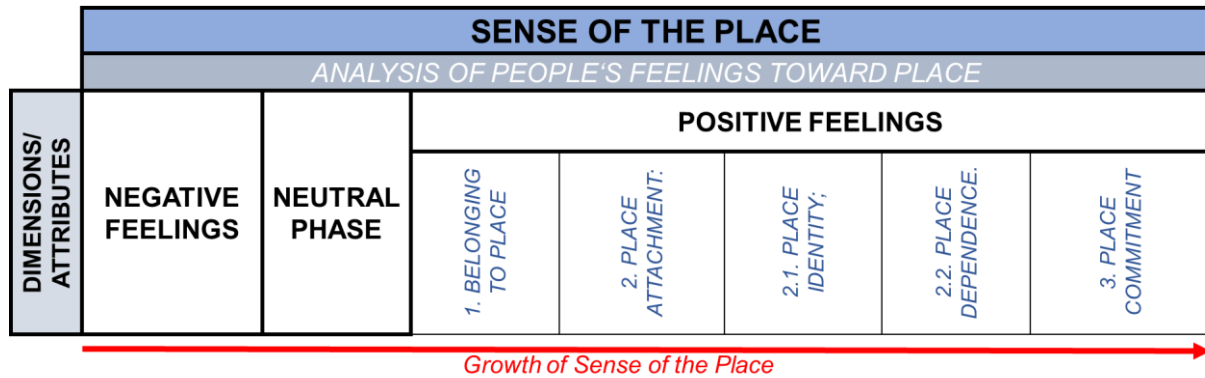 SENSE OF THE PLACE
ANALYSIS OF PEOPLE‘S FEELINGS TOWARD PLACE
DIMENSIONS/
ATTRIBUTES
NEGATIVE
FEELINGS
NEUTRAL
PHASE
POSITIVE FEELINGS
1. BELONGING
TO PLACE
2. PLACE
ATTACHMENT:
2.1. PLACE
IDENTITY;
2.2. PLACE
DEPENDENCE.
3. PLACE
COMMITMENT
Growth of Sense of the Place